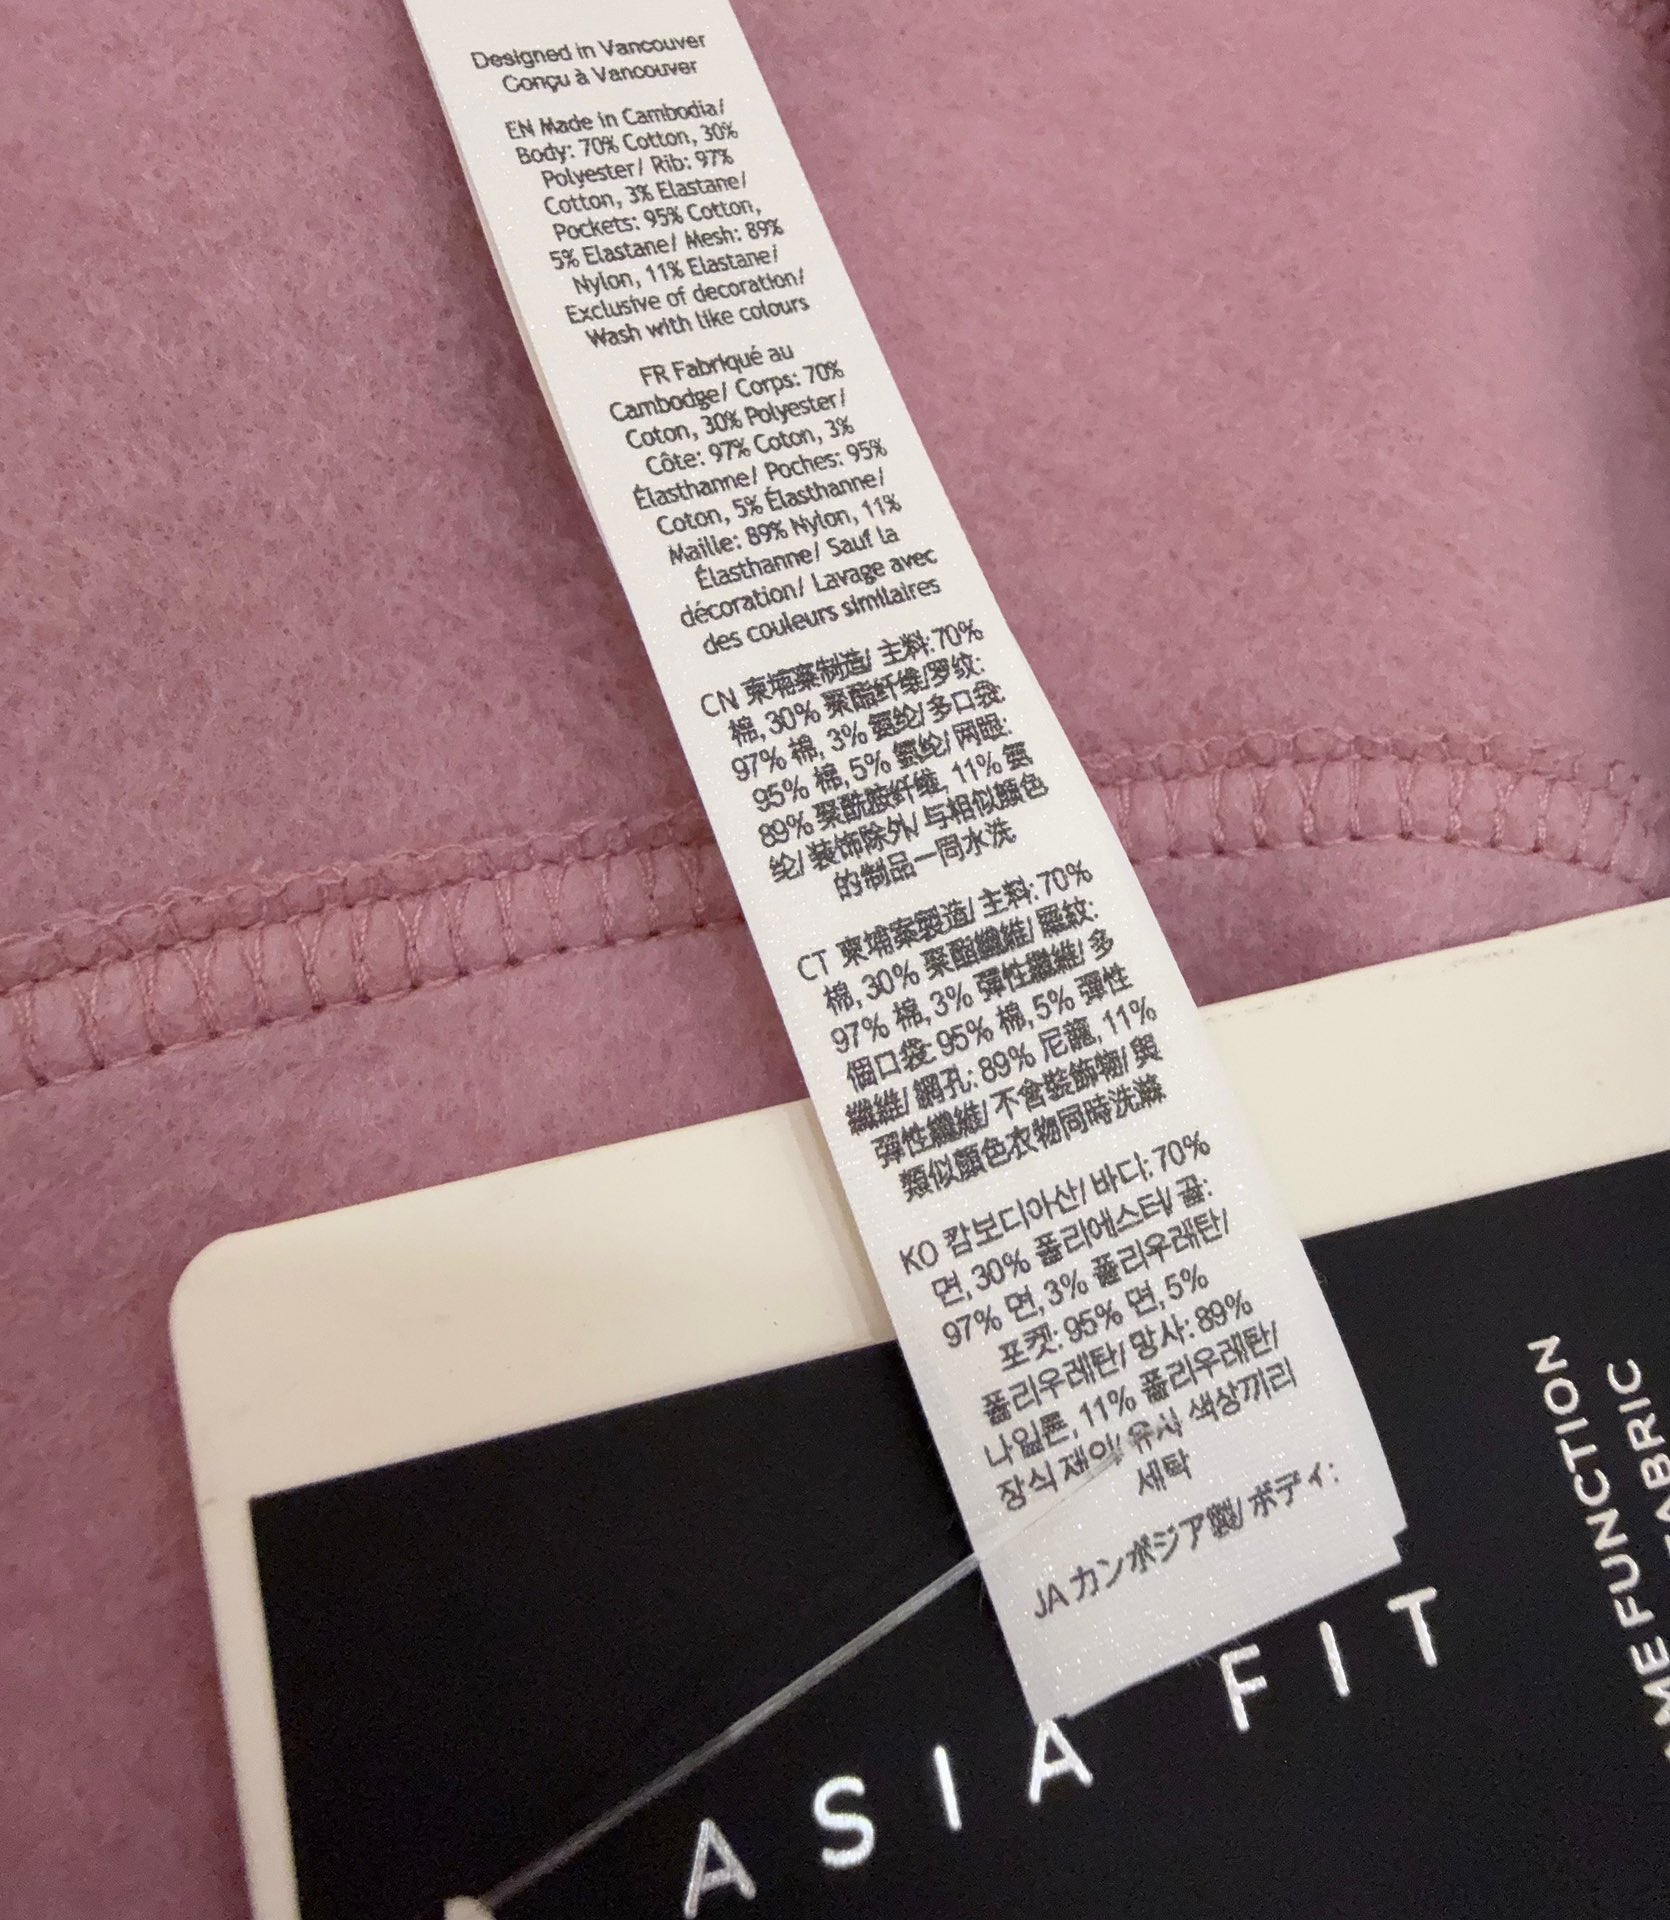 Designed in Vancouver
Conçu à Vancouver
EN Made in Cambodia/
Body: 70% Cotton, 30%
Polyester/ Rib: 97%
Cotton, 3% Elastane/
Pockets: 95% Cotton,
5% Elastane/ Mesh: 89%
Nylon, 11% Elastane/
Exclusive of decoration/
Wash with like colours
FR Fabriqué au
Cambodge/ Corps: 70%
Coton, 30% Polyester/
Côte: 97% Coton, 3%
Élasthanne/ Poches: 95%
Coton, 5% Élasthanne/
Maille: 89% Nylon, 11%
Élasthanne/ Sauf la
décoration/ Lavage avec
des couleurs similaires
CN 柬埔寨制造/ 主料:70%
棉, 30% 聚酯纤维/罗纹:
97% 棉, 3% 氨纶/ 多口袋:
95% 棉, 5% 氨纶/ 网眼:
89% 聚酰胺纤维, 11% 氨
纶/ 装饰除外/ 与相似颜色
的制品一同水洗
CT 柬埔寨製造/ 主料: 70%
棉, 30% 聚酯纖維/ 羅紋:
97% 棉, 3% 彈性纖維/ 多
個口袋: 95% 棉, 5% 彈性
纖維/ 網孔: 89% 尼龍, 11%
彈性纖維/ 不含裝飾物/ 與
類似顏色衣物同時洗滌
KO 캄보디아산/ 바디: 70%
면, 30% 폴리에스터/ 골:
97% 면, 3% 폴리우레탄/
포켓: 95% 면, 5%
폴리우레탄/ 망사: 89%
나일론, 11% 폴리우레탄/
장식 제외/ 유사 색상끼리
세탁
JA カンボジア製/ ボディ:
ASIA FIT
FUNCTION